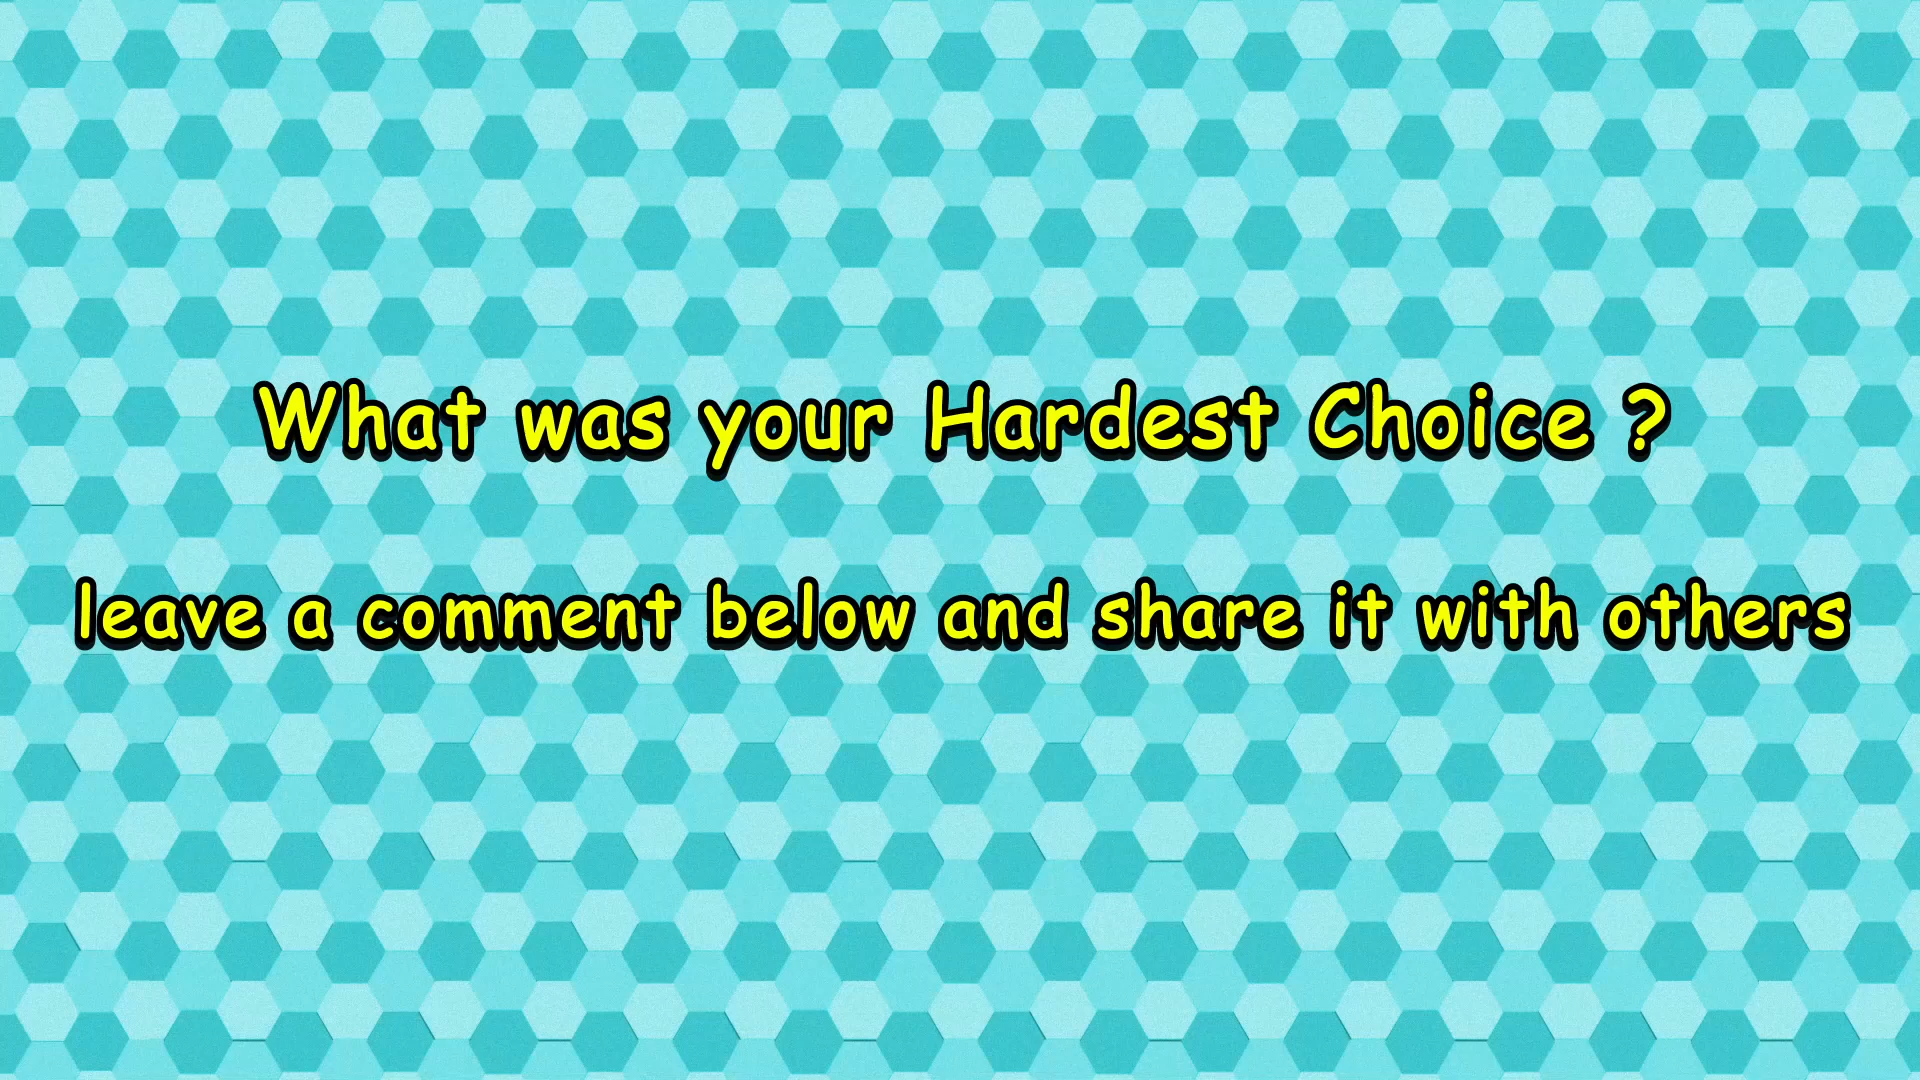 What was your Hardest Choice ?
leave a comment below and share it with others